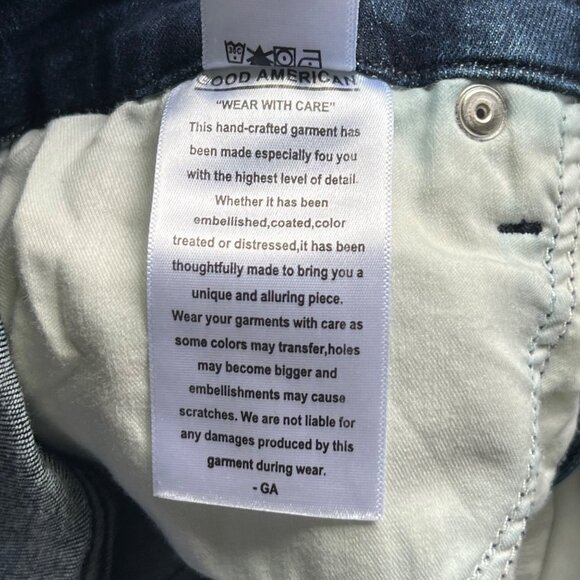 GOOD AMERICAN
"WEAR WITH CARE"
This hand-crafted garment has
been made especially fou you
with the highest level of detail.
Whether it has been
embellished,coated,color
treated or distressed,it has been
thoughtfully made to bring you a
unique and alluring piece.
Wear your garments with care as
some colors may transfer,holes
may become bigger and
embellishments may cause
scratches. We are not liable for
any damages produced by this
garment during wear.
- GA